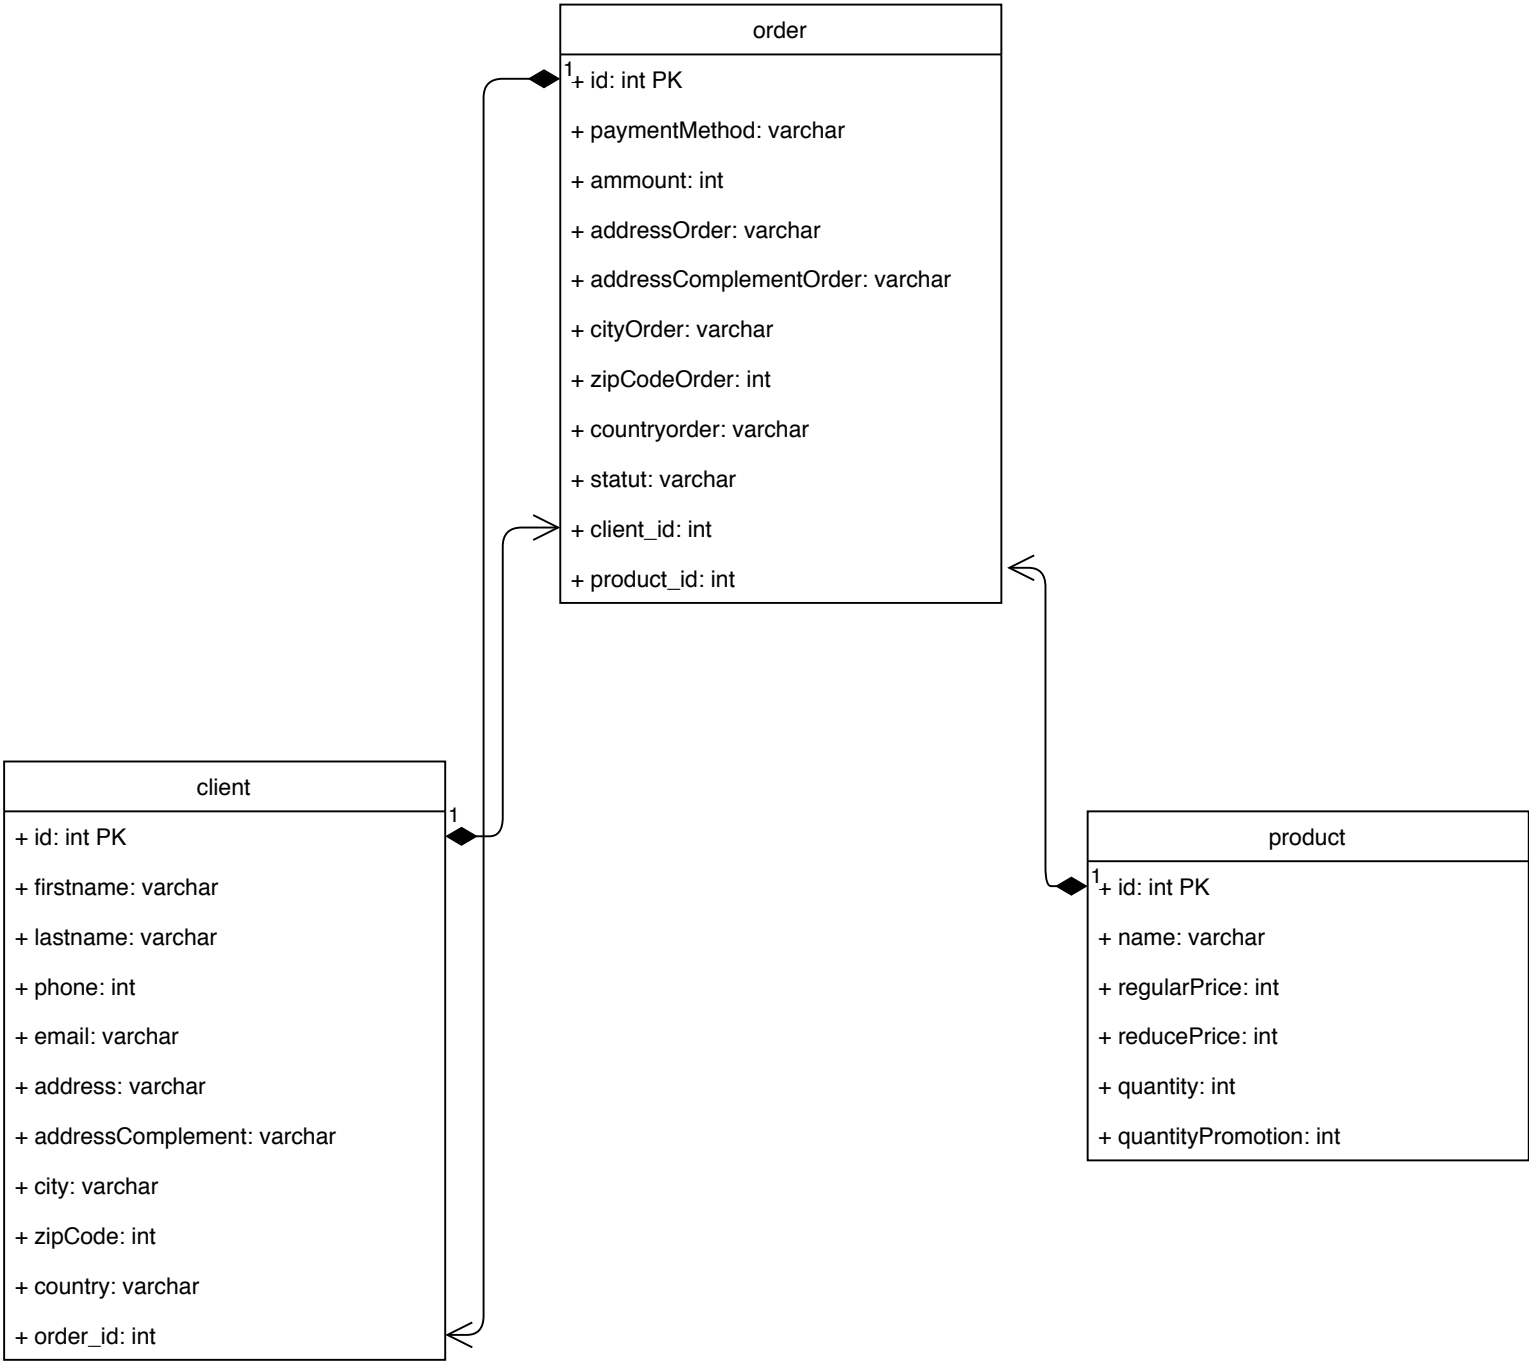 order
1
+ id: int PK
+ paymentMethod: varchar
+ ammount: int
+ addressOrder: varchar
+ addressComplementOrder: varchar
+ cityOrder: varchar
+ zipCodeOrder: int
+ countryorder: varchar
+ statut: varchar
+ client_id: int
+ product_id: int
client
1
+ id: int PK
+ firstname: varchar
+ lastname: varchar
+ phone: int
+ email: varchar
+ address: varchar
+ addressComplement: varchar
+ city: varchar
+ zipCode: int
+ country: varchar
+ order_id: int
product
1
+ id: int PK
+ name: varchar
+ regularPrice: int
+ reducePrice: int
+ quantity: int
+ quantityPromotion: int